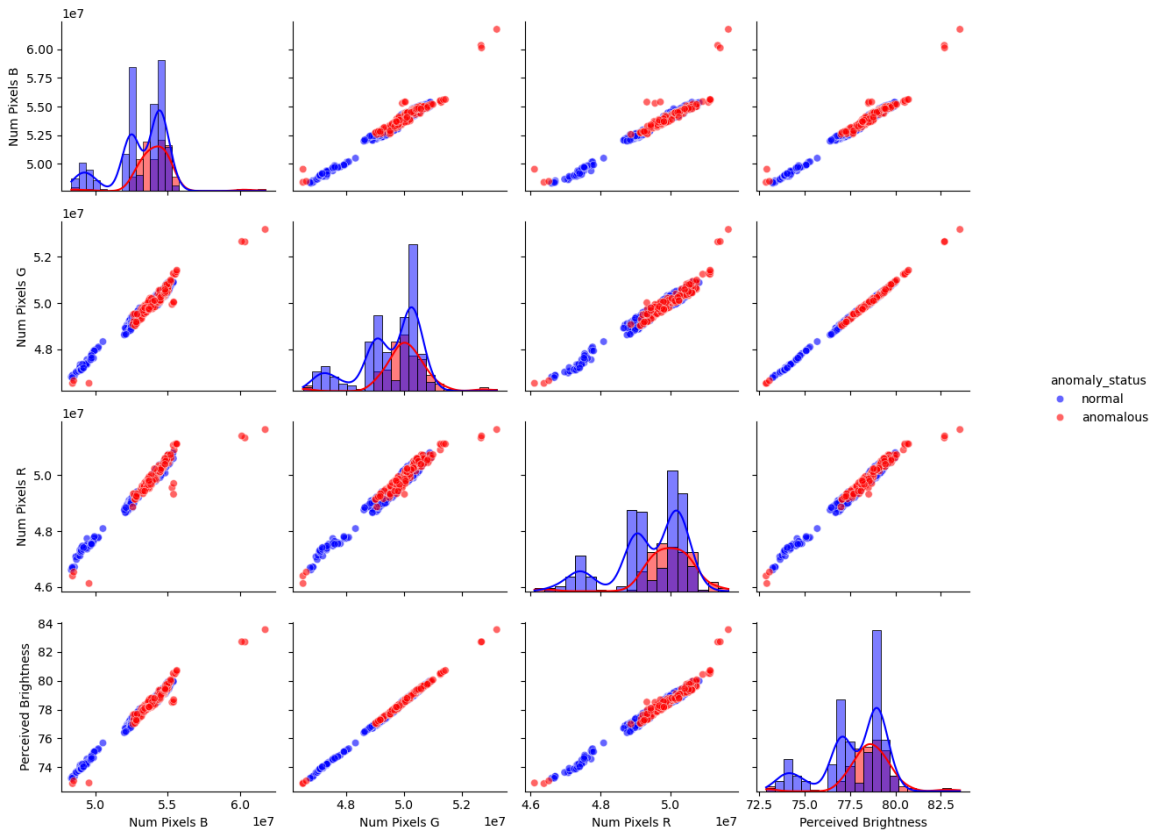 1e7
6.00
5.75
5.50
5.25
5.00
Num Pixels B
1e7
5.2
5.0
4.8
Num Pixels G
anomaly_status
normal
anomalous
1e7
5.0
4.8
4.6
Num Pixels R
84
82
80
78
76
74
Perceived Brightness
5.0 5.5 6.0
1e7
Num Pixels B
4.8 5.0 5.2
1e7
Num Pixels G
4.6 4.8 5.0
1e7
Num Pixels R
72.5 75.0 77.5 80.0 82.5
Perceived Brightness